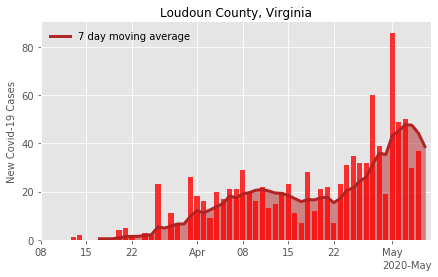 Loudoun County, Virginia
7 day moving average
New Covid-19 Cases
80
60
40
20
0
08 15 22 Apr 08 15 22 May
2020-May